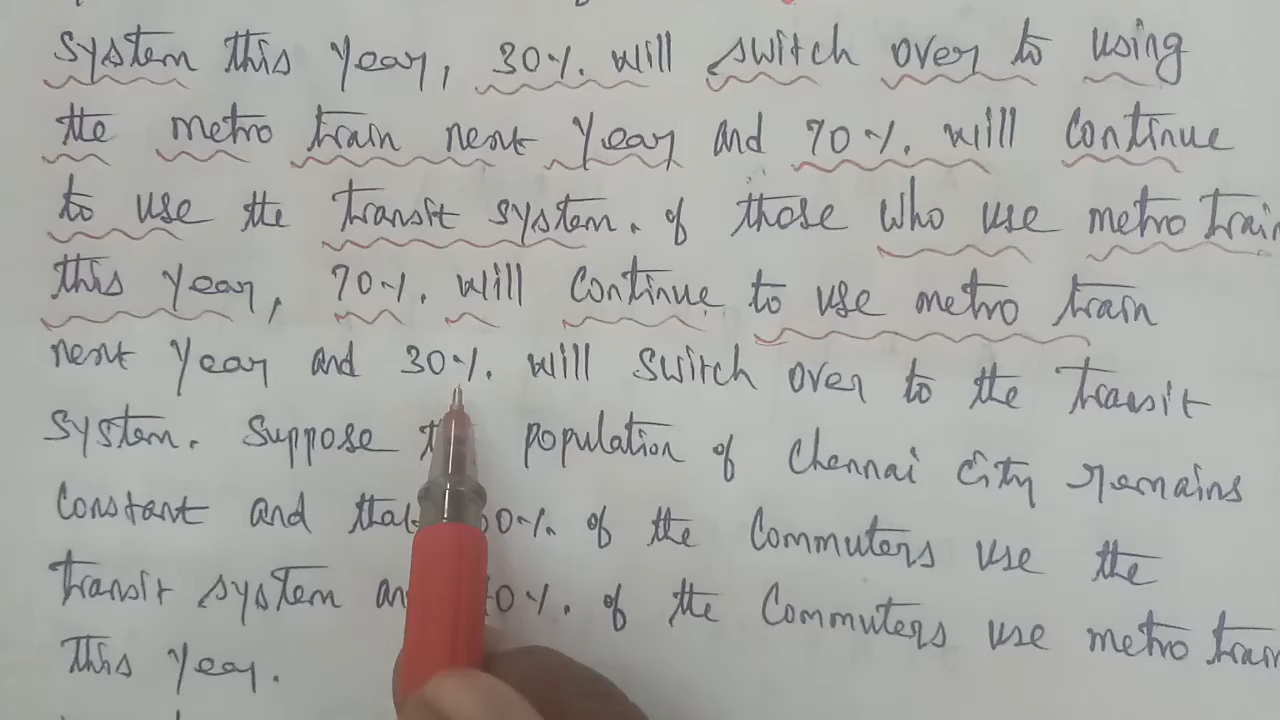 system this year, 30%. will switch over to using
the metro train next year and 70%. will continue
to use the transit system. of those who use metro train
this year, 70%. will continue to use metro train
next year and 30%. will switch over to the transit
system. Suppose population of Chennai city remains
constant and 0%. of the commuters use the
transit system 0%. of the commuters use metro train
this year.